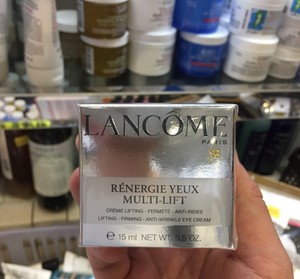 LANCÔME
PARIS
RÉNERGIE YEUX
MULTI-LIFT
CRÈME LIFTING - FERMETÉ - ANTI-RIDES
LIFTING - FIRMING - ANTI-WRINKLE EYE CREAM
℮ 15 ml NET WT. 0.5 OZ.